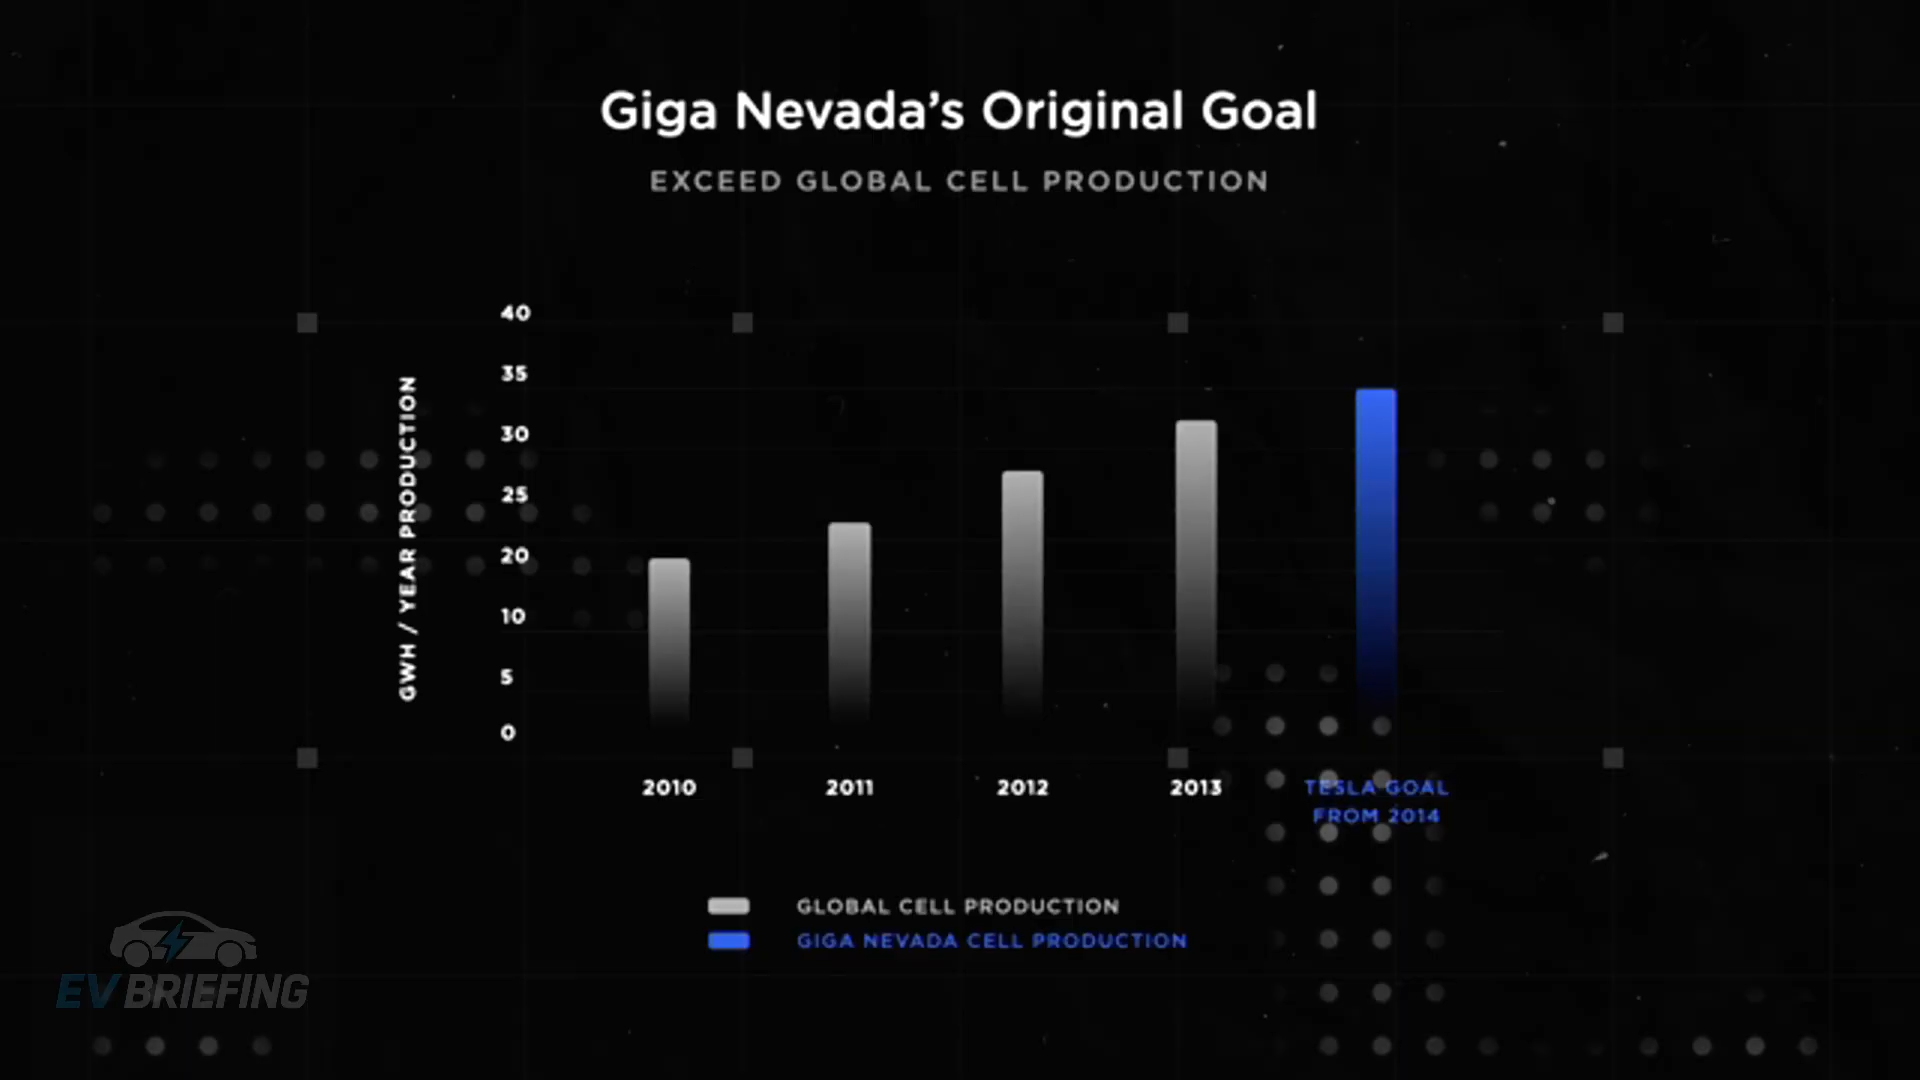 Giga Nevada's Original Goal
EXCEED GLOBAL CELL PRODUCTION
GWH / YEAR PRODUCTION
40
35
30
25
20
10
5
0
2010
2011
2012
2013
TESLA GOAL
FROM 2014
GLOBAL CELL PRODUCTION
GIGA NEVADA CELL PRODUCTION
EV BRIEFING